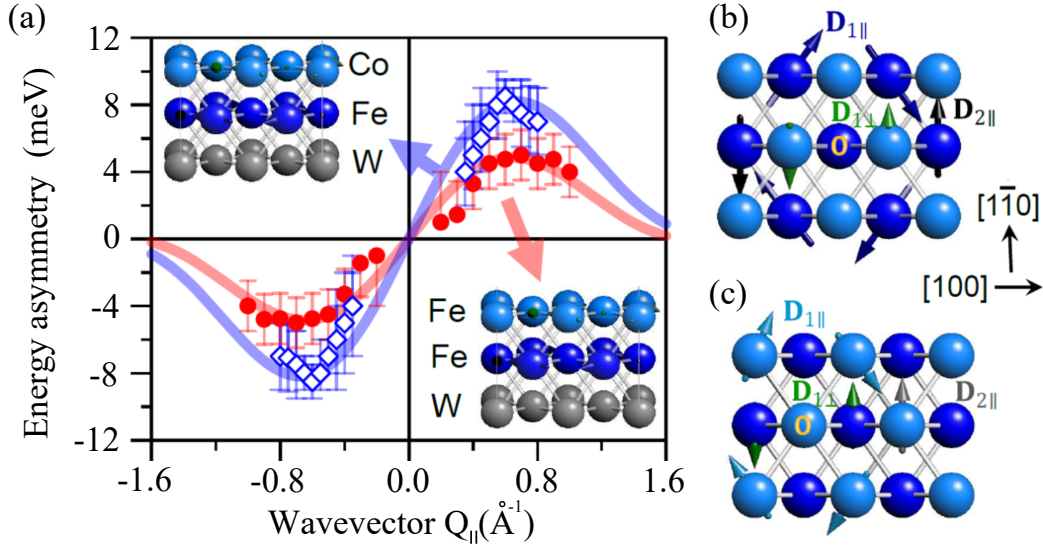 (a)
Energy asymmetry (meV)
12
8
4
0
-4
-8
-12
-1.6
-0.8
0.0
0.8
1.6
Wavevector Q||(Å⁻¹)
Co
Fe
W
Fe
Fe
W
(b)
D1||
D1⊥
D2||
0
[11̄0]
[100]
(c)
D1||
D1⊥
D2||
0